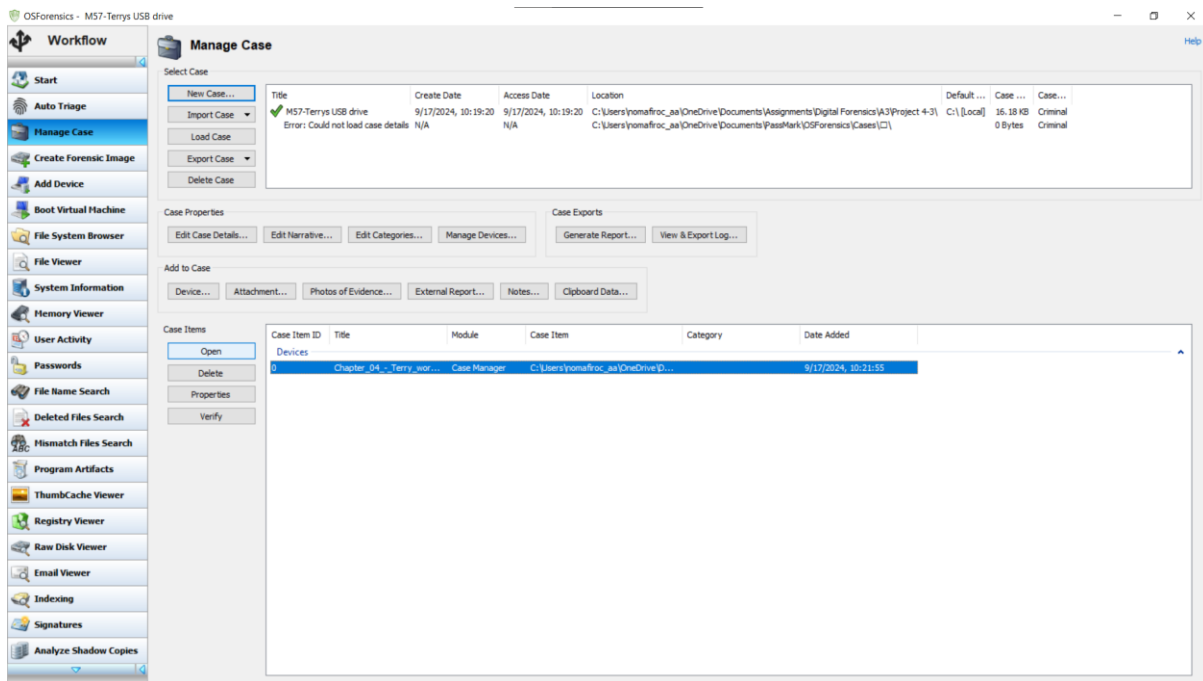 OSForensics - M57-Terrys USB drive
Workflow
Start
Auto Triage
Manage Case
Create Forensic Image
Add Device
Boot Virtual Machine
File System Browser
File Viewer
System Information
Memory Viewer
User Activity
Passwords
File Name Search
Deleted Files Search
Mismatch Files Search
Program Artifacts
ThumbCache Viewer
Registry Viewer
Raw Disk Viewer
Email Viewer
Indexing
Signatures
Analyze Shadow Copies
Manage Case
Help
Select Case
New Case...
Import Case
Load Case
Export Case
Delete Case
Title Create Date Access Date Location Default ... Case ... Case...
M57-Terrys USB drive 9/17/2024, 10:19:20 9/17/2024, 10:19:20 C:\Users\nomafiroc_aa\OneDrive\Documents\Assignments\Digital Forensics\A3\Project 4-3\ C:\ [Local] 16.18 KB Criminal
Error: Could not load case details N/A N/A C:\Users\nomafiroc_aa\OneDrive\Documents\PassMark\OSForensics\Cases\□\ 0 Bytes Criminal
Case Properties
Edit Case Details... Edit Narrative... Edit Categories... Manage Devices...
Case Exports
Generate Report... View & Export Log...
Add to Case
Device... Attachment... Photos of Evidence... External Report... Notes... Clipboard Data...
Case Items
Open
Delete
Properties
Verify
Case Item ID Title Module Case Item Category Date Added
Devices
0 Chapter_04_-_Terry_wor... Case Manager C:\Users\nomafiroc_aa\OneDrive\D... 9/17/2024, 10:21:55